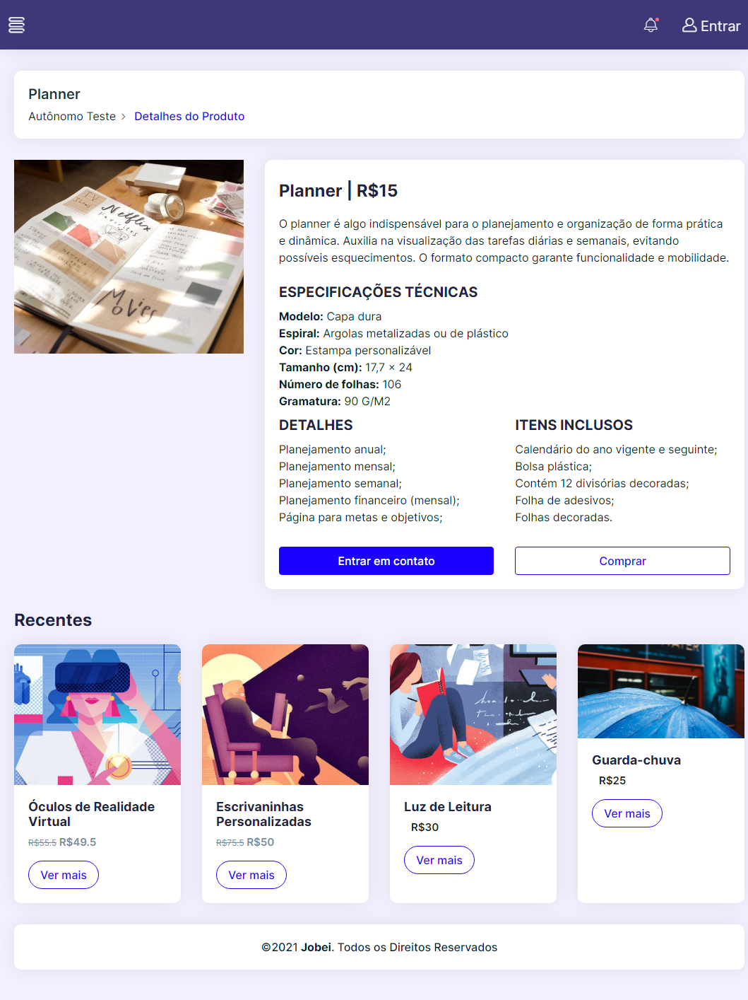 Entrar
Planner
Autônomo Teste > Detalhes do Produto
TV
Shows
Netflix
Favorites
Movies
Planner | R$15
O planner é algo indispensável para o planejamento e organização de forma prática
e dinâmica. Auxilia na visualização das tarefas diárias e semanais, evitando
possíveis esquecimentos. O formato compacto garante funcionalidade e mobilidade.
ESPECIFICAÇÕES TÉCNICAS
Modelo: Capa dura
Espiral: Argolas metalizadas ou de plástico
Cor: Estampa personalizável
Tamanho (cm): 17,7 × 24
Número de folhas: 106
Gramatura: 90 G/M2
DETALHES
Planejamento anual;
Planejamento mensal;
Planejamento semanal;
Planejamento financeiro (mensal);
Página para metas e objetivos;
ITENS INCLUSOS
Calendário do ano vigente e seguinte;
Bolsa plástica;
Contém 12 divisórias decoradas;
Folha de adesivos;
Folhas decoradas.
Entrar em contato
Comprar
Recentes
Óculos de Realidade
Virtual
R$55.5 R$49.5
Ver mais
Escrivaninhas
Personalizadas
R$75.5 R$50
Ver mais
Luz de Leitura
R$30
Ver mais
Guarda-chuva
R$25
Ver mais
©2021 Jobei. Todos os Direitos Reservados